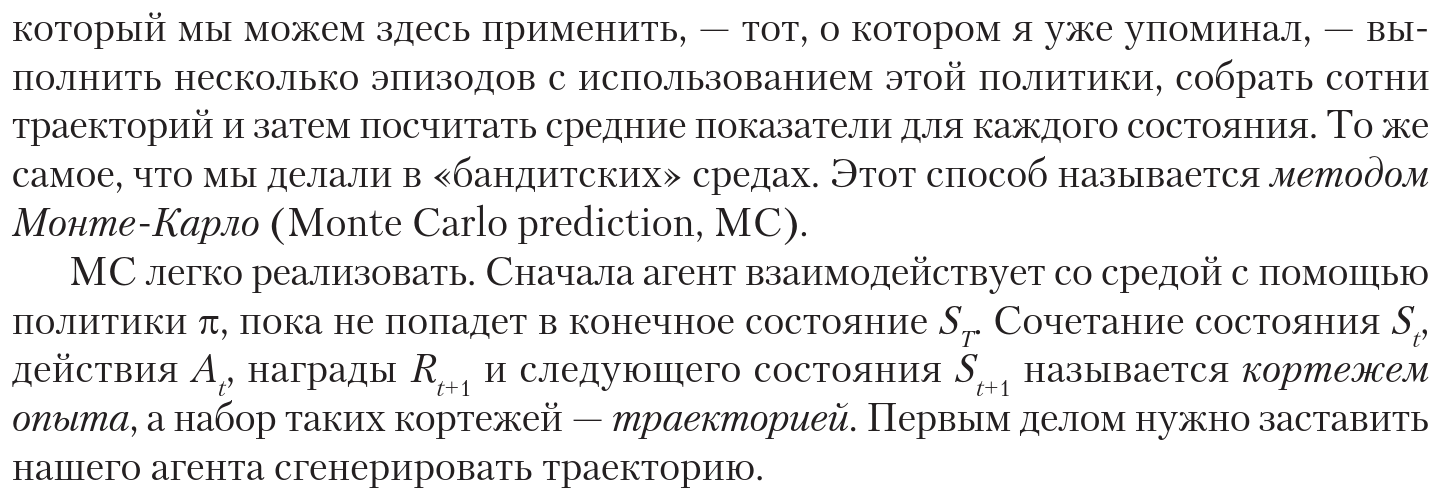 который мы можем здесь применить, — тот, о котором я уже упоминал, — вы-
полнить несколько эпизодов с использованием этой политики, собрать сотни
траекторий и затем посчитать средние показатели для каждого состояния. То же
самое, что мы делали в «бандитских» средах. Этот способ называется методом
Монте-Карло (Monte Carlo prediction, MC).
МС легко реализовать. Сначала агент взаимодействует со средой с помощью
политики π, пока не попадет в конечное состояние S_T. Сочетание состояния S_t,
действия A_t, награды R_{t+1} и следующего состояния S_{t+1} называется кортежем
опыта, а набор таких кортежей — траекторией. Первым делом нужно заставить
нашего агента сгенерировать траекторию.